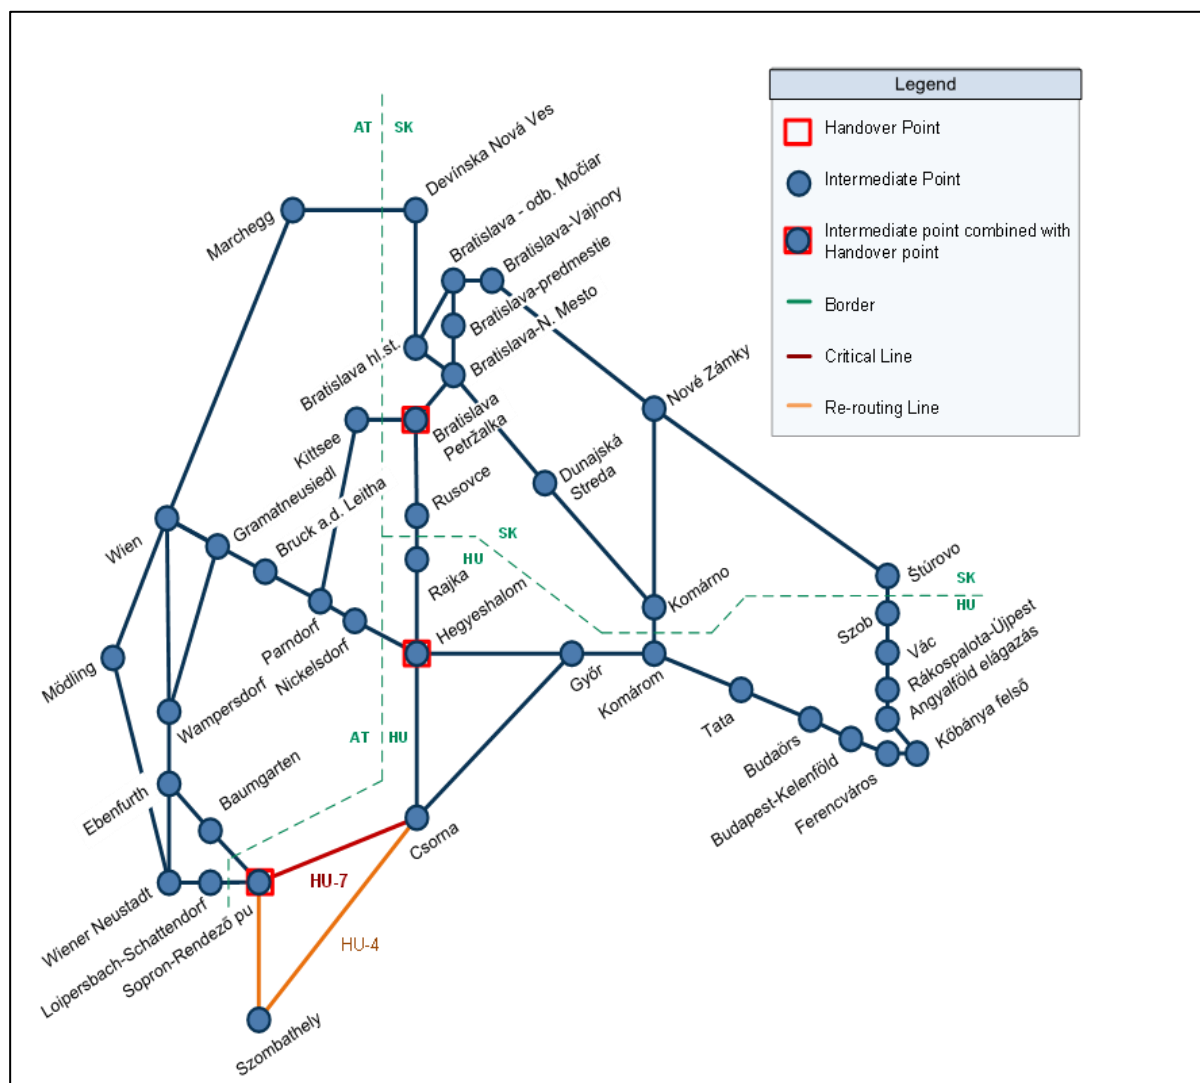 Legend
Handover Point
Intermediate Point
Intermediate point combined with
Handover point
Border
Critical Line
Re-routing Line
AT
SK
Devínska Nová Ves
Marchegg
Bratislava - odb. Močiar
Bratislava-Vajnory
Bratislava-predmestie
Bratislava-N. Mesto
Bratislava hl.st.
Bratislava
Petržalka
Kittsee
Nové Zámky
Dunajská
Streda
Gramatneusiedl
Bruck a.d. Leitha
Rusovce
Wien
SK
HU
Rajka
Hegyeshalom
Parndorf
Nickelsdorf
Komárno
Štúrovo
SK
HU
Szob
Vác
Rákospalota-Újpest
Angyalföld elágazás
Kőbánya felső
Mödling
Győr
Komárom
Tata
Budaörs
Budapest-Kelenföld
Ferencváros
Wampersdorf
AT
HU
Ebenfurth
Baumgarten
Csorna
HU-7
Wiener Neustadt
Loipersbach-Schattendorf
Sopron-Rendező pu
HU-4
Szombathely